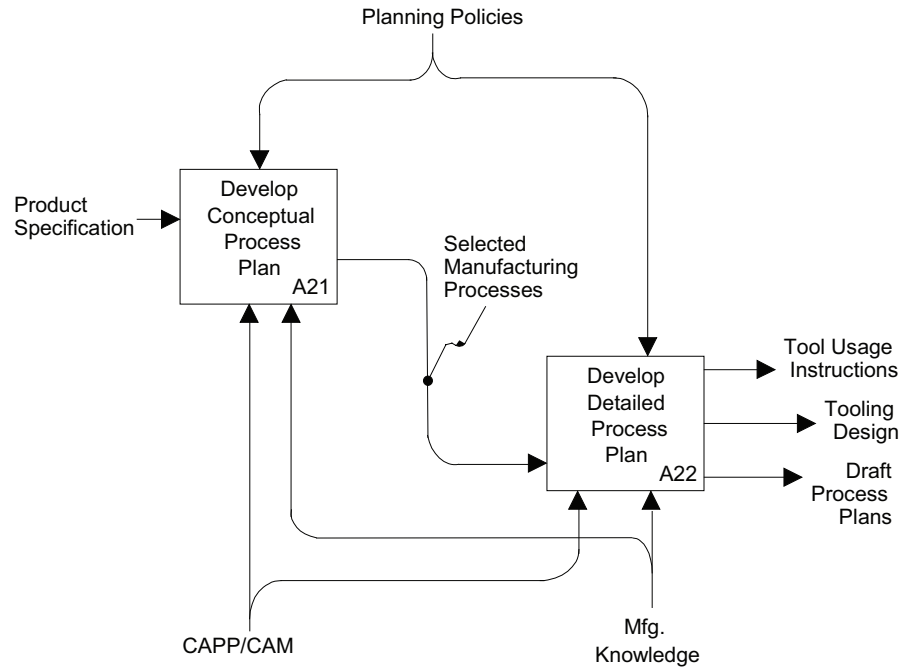 Planning Policies
Develop
Conceptual
Process
Plan
A21
Product
Specification
Selected
Manufacturing
Processes
Develop
Detailed
Process
Plan
A22
Tool Usage
Instructions
Tooling
Design
Draft
Process
Plans
CAPP/CAM
Mfg.
Knowledge